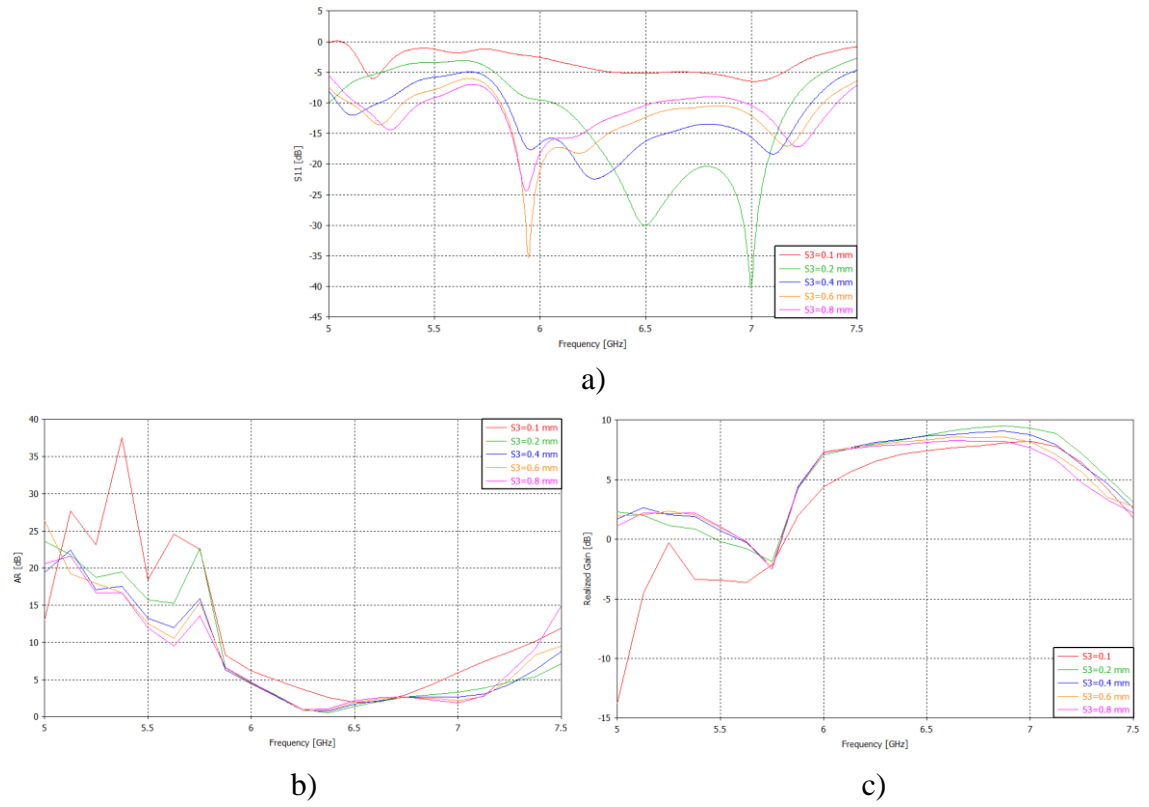 5
0
-5
-10
-15
-20
-25
-30
-35
-40
-45
S11 [dB]
5
5.5
6
6.5
7
7.5
Frequency [GHz]
S3=0.1 mm
S3=0.2 mm
S3=0.4 mm
S3=0.6 mm
S3=0.8 mm
a)
40
35
30
25
20
15
10
5
0
AR [dB]
5
5.5
6
6.5
7
7.5
Frequency [GHz]
S3=0.1 mm
S3=0.2 mm
S3=0.4 mm
S3=0.6 mm
S3=0.8 mm
b)
10
5
0
-5
-10
-15
Realized Gain [dB]
5
5.5
6
6.5
7
7.5
Frequency [GHz]
S3=0.1
S3=0.2 mm
S3=0.4 mm
S3=0.6 mm
S3=0.8 mm
c)